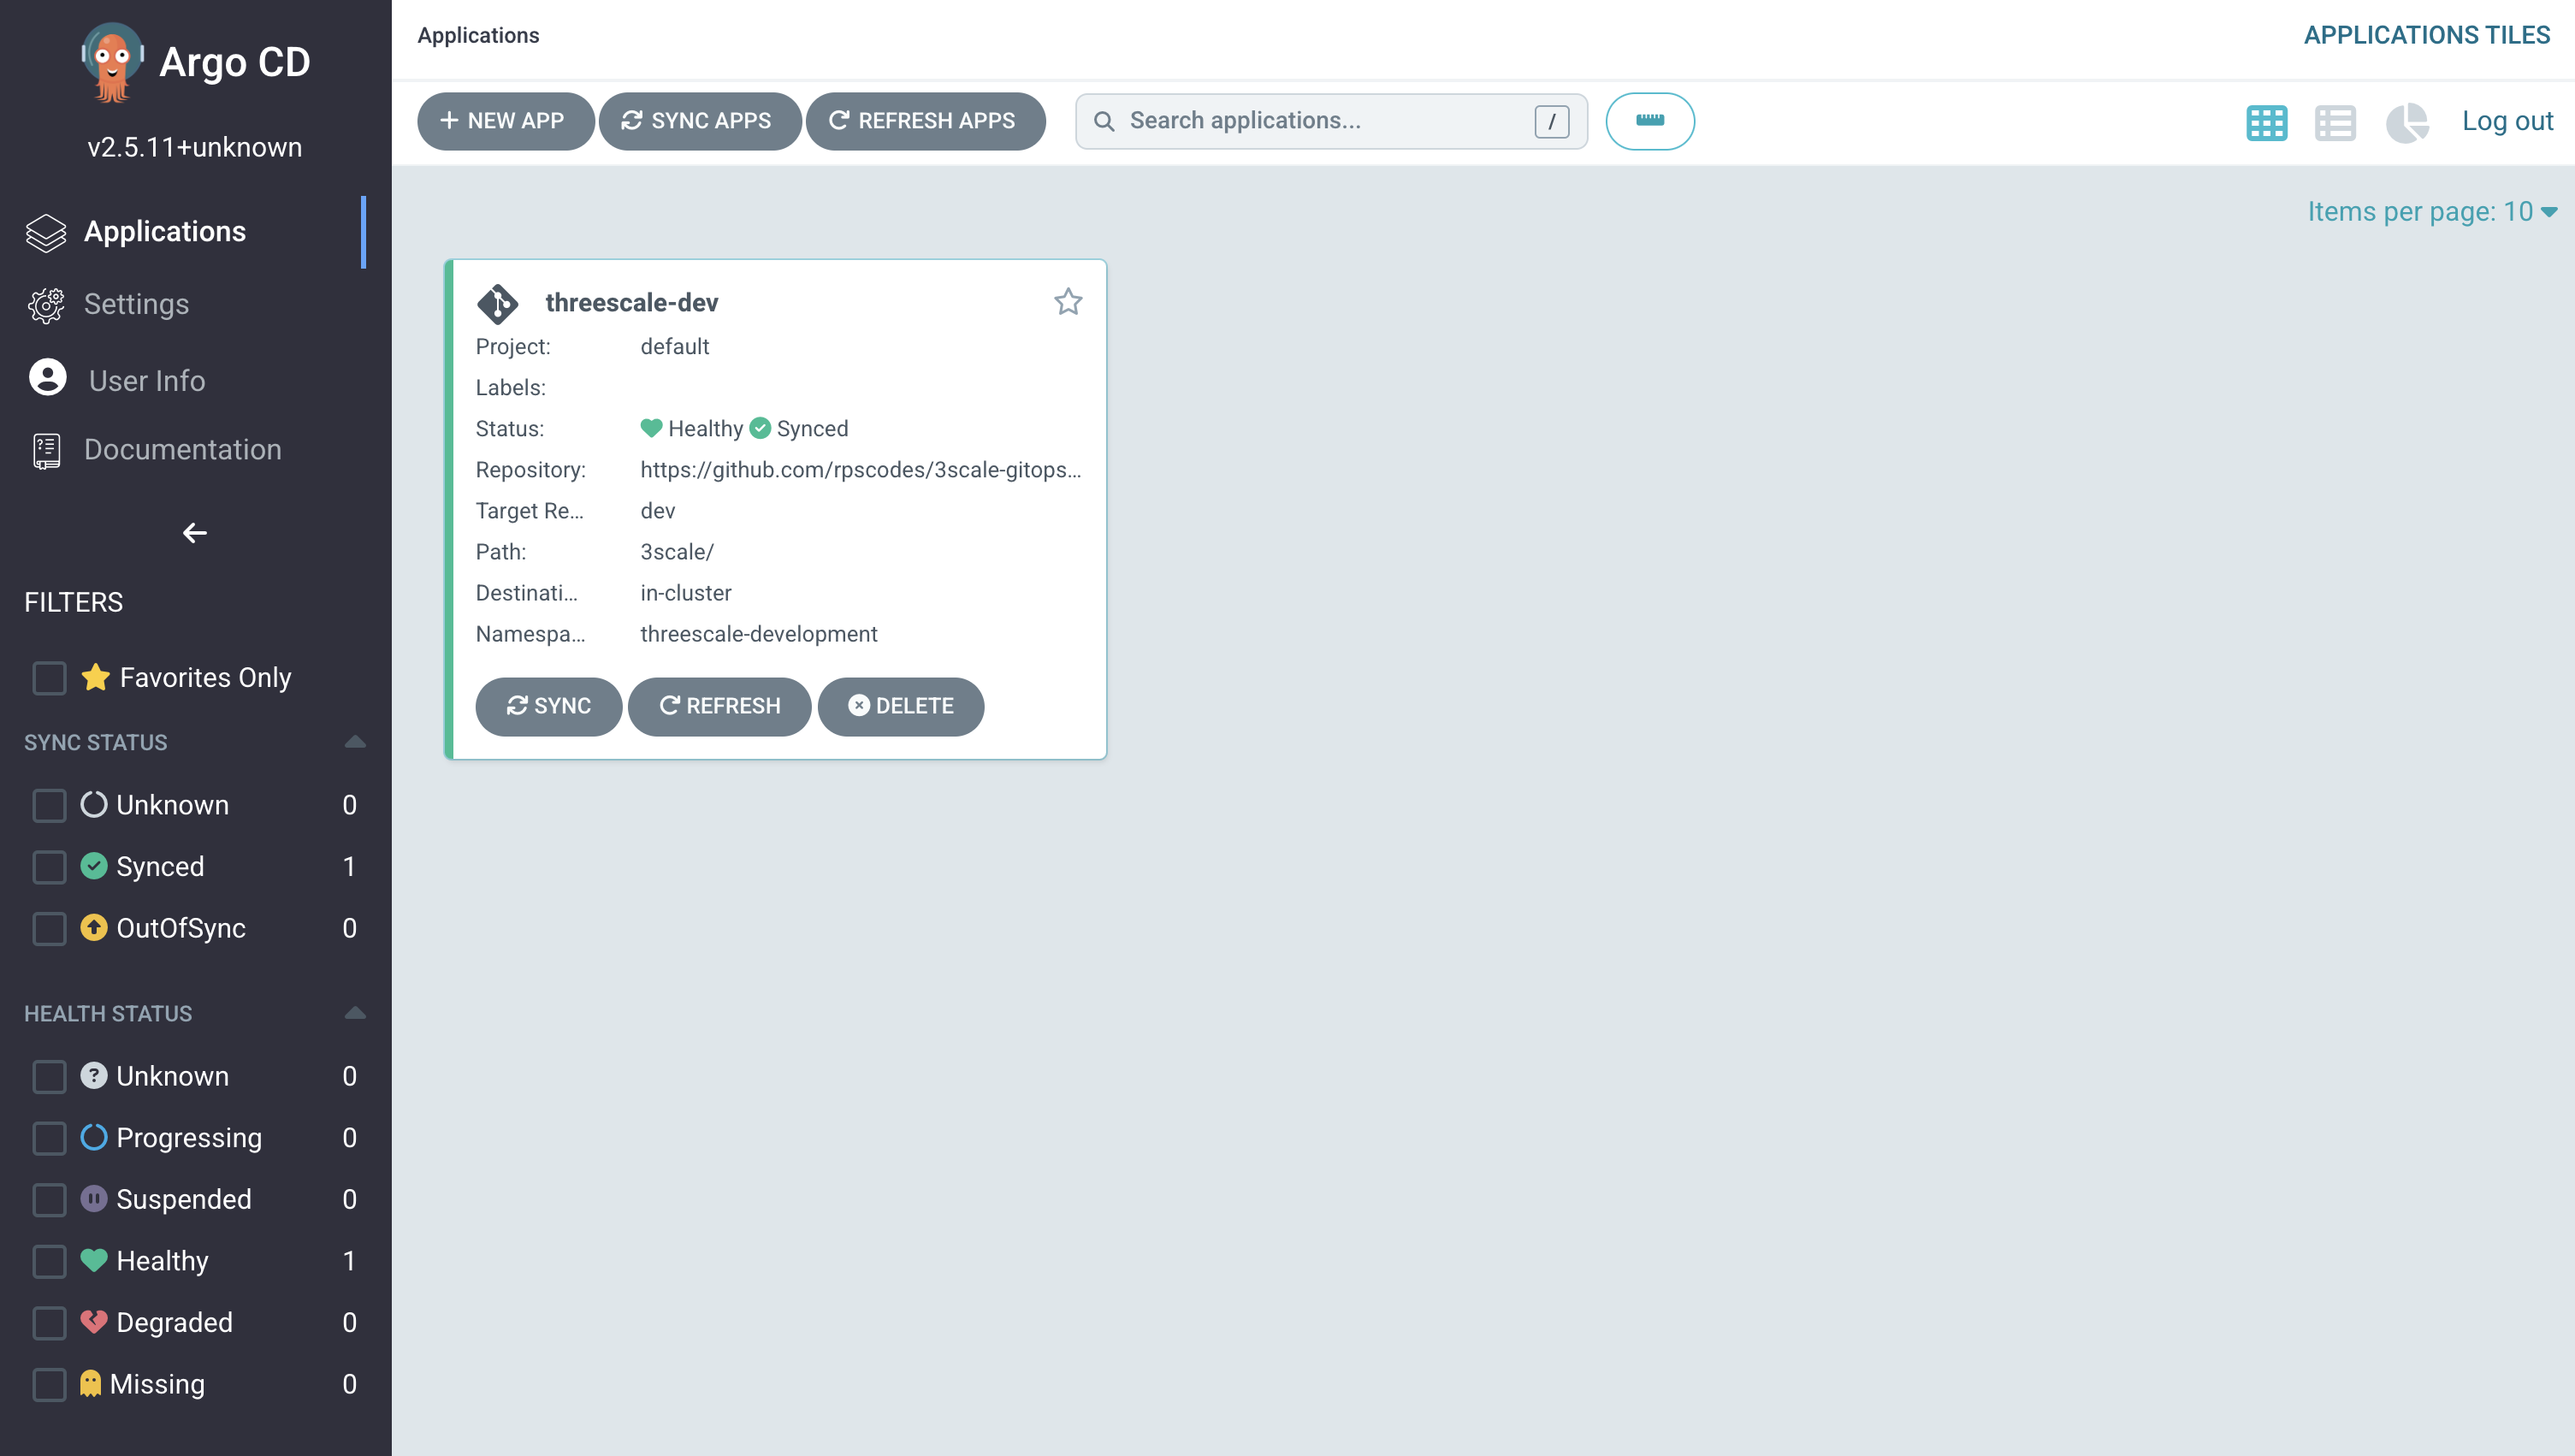 Argo CD
v2.5.11+unknown
Applications
Settings
User Info
Documentation
FILTERS
Favorites Only
SYNC STATUS
Unknown 0
Synced 1
OutOfSync 0
HEALTH STATUS
Unknown 0
Progressing 0
Suspended 0
Healthy 1
Degraded 0
Missing 0
Applications
APPLICATIONS TILES
NEW APP
SYNC APPS
REFRESH APPS
Search applications...
/
Log out
Items per page: 10
threescale-dev
Project: default
Labels:
Status: Healthy Synced
Repository: https://github.com/rpscodes/3scale-gitops...
Target Re... dev
Path: 3scale/
Destinati... in-cluster
Namespa... threescale-development
SYNC
REFRESH
DELETE